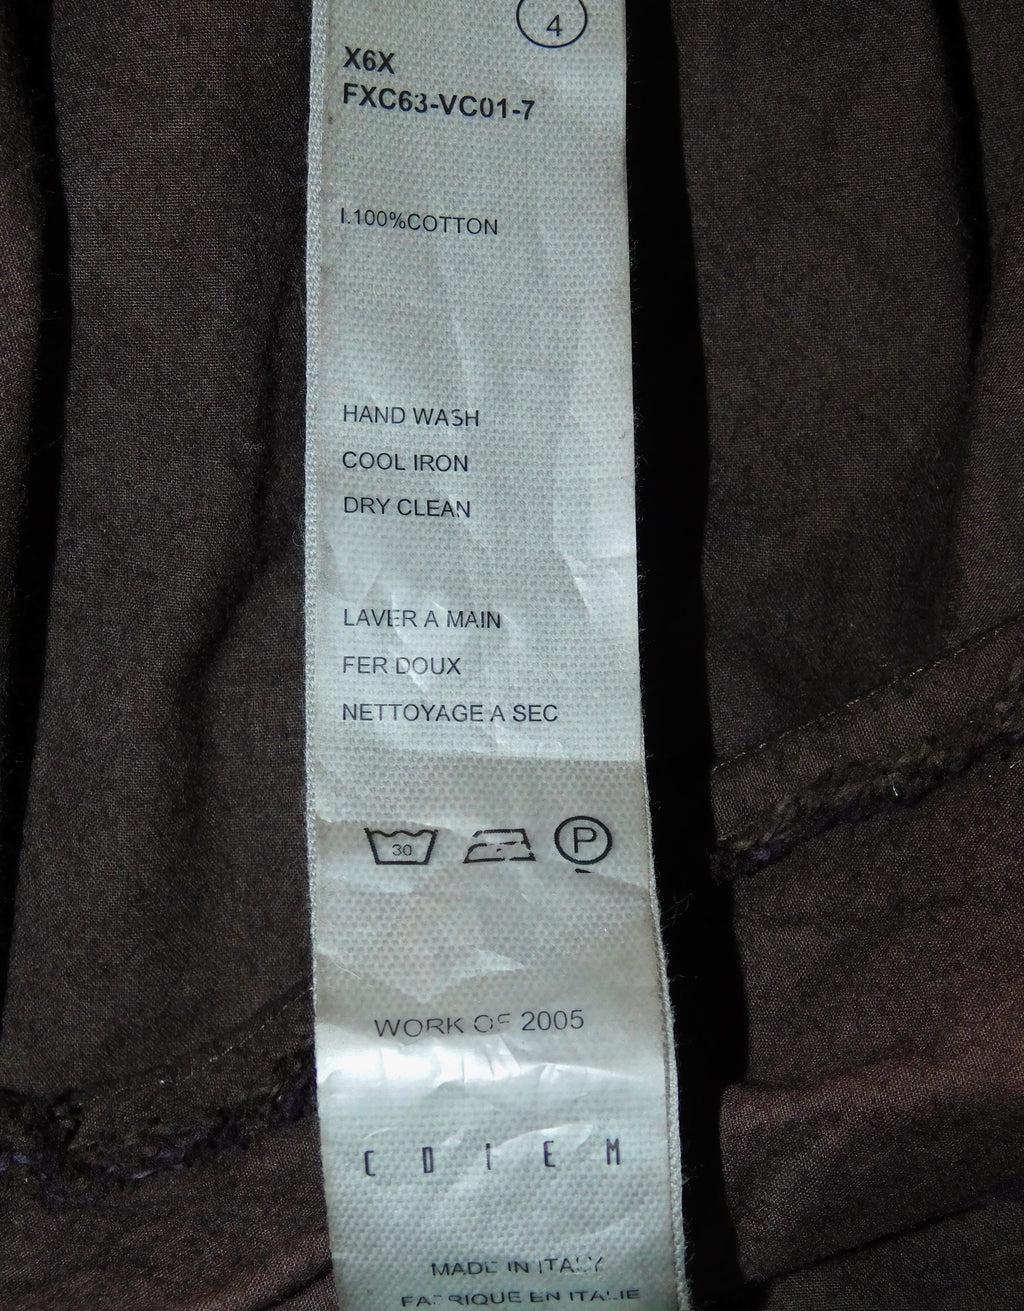 4
X6X
FXC63-VC01-7
I.100%COTTON
HAND WASH
COOL IRON
DRY CLEAN
LAVER A MAIN
FER DOUX
NETTOYAGE A SEC
30 P
WORK OF 2005
C D I E M
MADE IN ITALY
FABRIQUE EN ITALIE